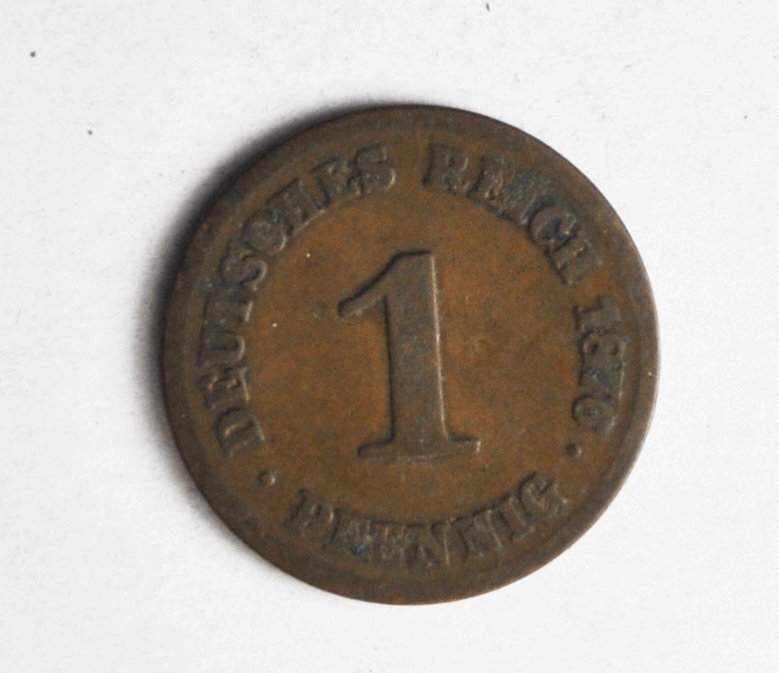 DEUTSCHES REICH 1876.
1
· PFENNIG